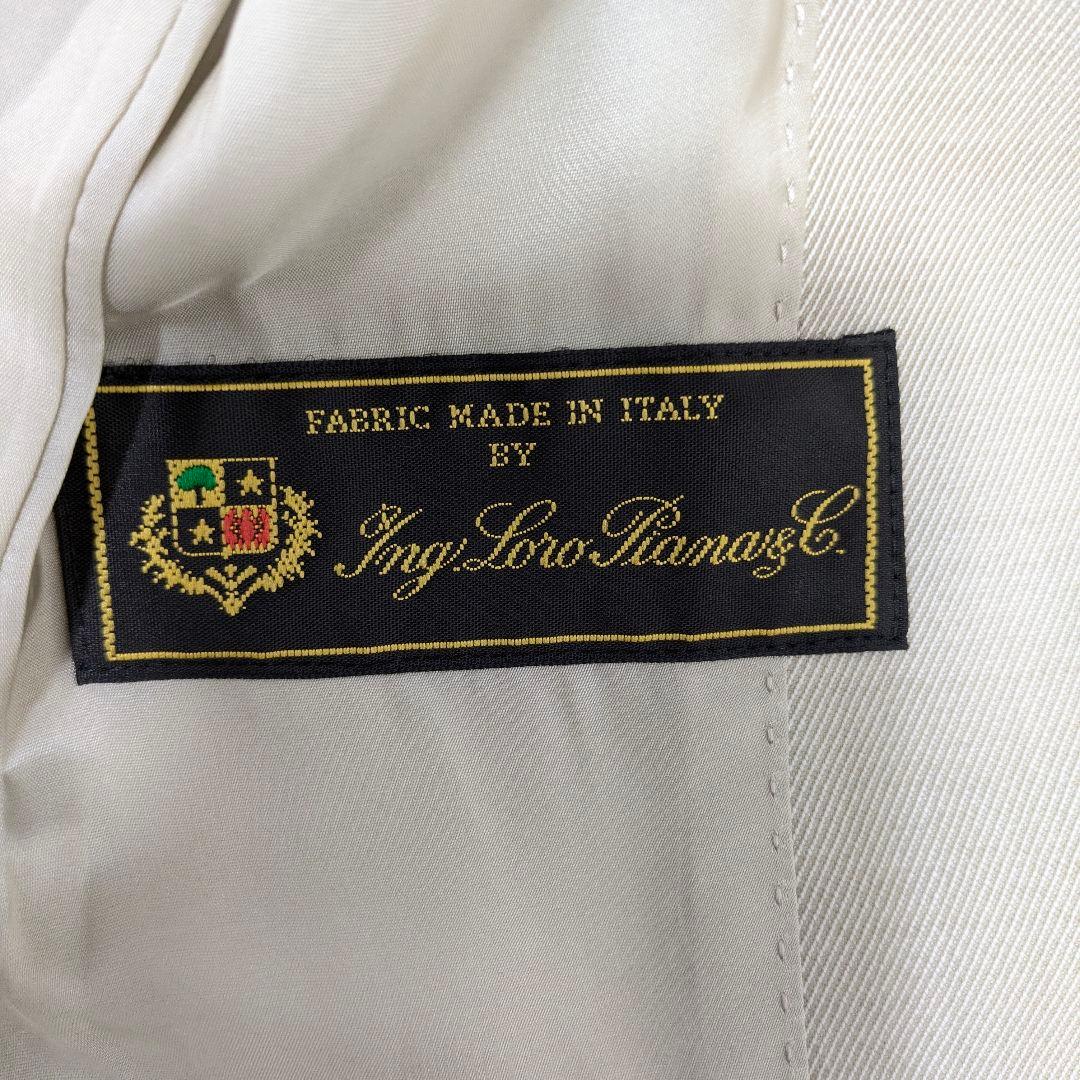 FABRIC MADE IN ITALY
BY
Ing. Loro Piana & C.